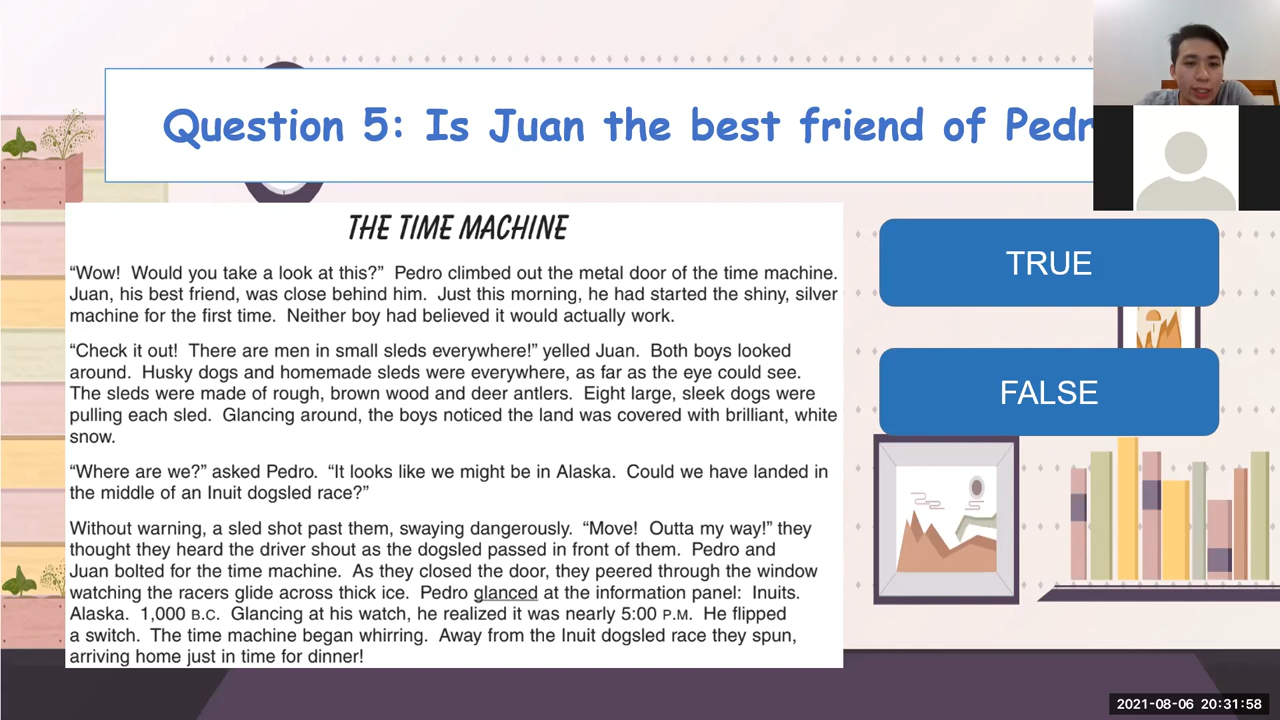 Question 5: Is Juan the best friend of Pedr
THE TIME MACHINE
“Wow!  Would you take a look at this?”  Pedro climbed out the metal door of the time machine.
Juan, his best friend, was close behind him.  Just this morning, he had started the shiny, silver
machine for the first time.  Neither boy had believed it would actually work.
“Check it out!  There are men in small sleds everywhere!” yelled Juan.  Both boys looked
around.  Husky dogs and homemade sleds were everywhere, as far as the eye could see.
The sleds were made of rough, brown wood and deer antlers.  Eight large, sleek dogs were
pulling each sled.  Glancing around, the boys noticed the land was covered with brilliant, white
snow.
“Where are we?” asked Pedro.  “It looks like we might be in Alaska.  Could we have landed in
the middle of an Inuit dogsled race?”
Without warning, a sled shot past them, swaying dangerously.  “Move!  Outta my way!” they
thought they heard the driver shout as the dogsled passed in front of them.  Pedro and
Juan bolted for the time machine.  As they closed the door, they peered through the window
watching the racers glide across thick ice.  Pedro glanced at the information panel:  Inuits.
Alaska.  1,000 B.C.  Glancing at his watch, he realized it was nearly 5:00 P.M.  He flipped
a switch.  The time machine began whirring.  Away from the Inuit dogsled race they spun,
arriving home just in time for dinner!
TRUE
FALSE
2021-08-06 20:31:58